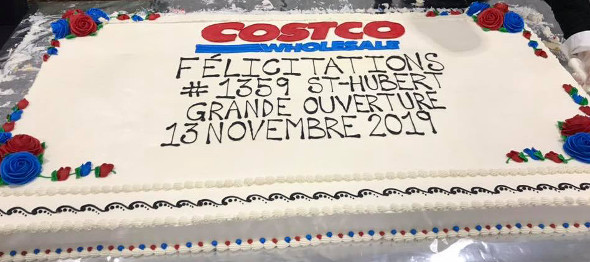 COSTCO
WHOLESALE
FÉLICITATIONS
# 1359 ST-HUBERT
GRANDE OUVERTURE
13 NOVEMBRE 2019